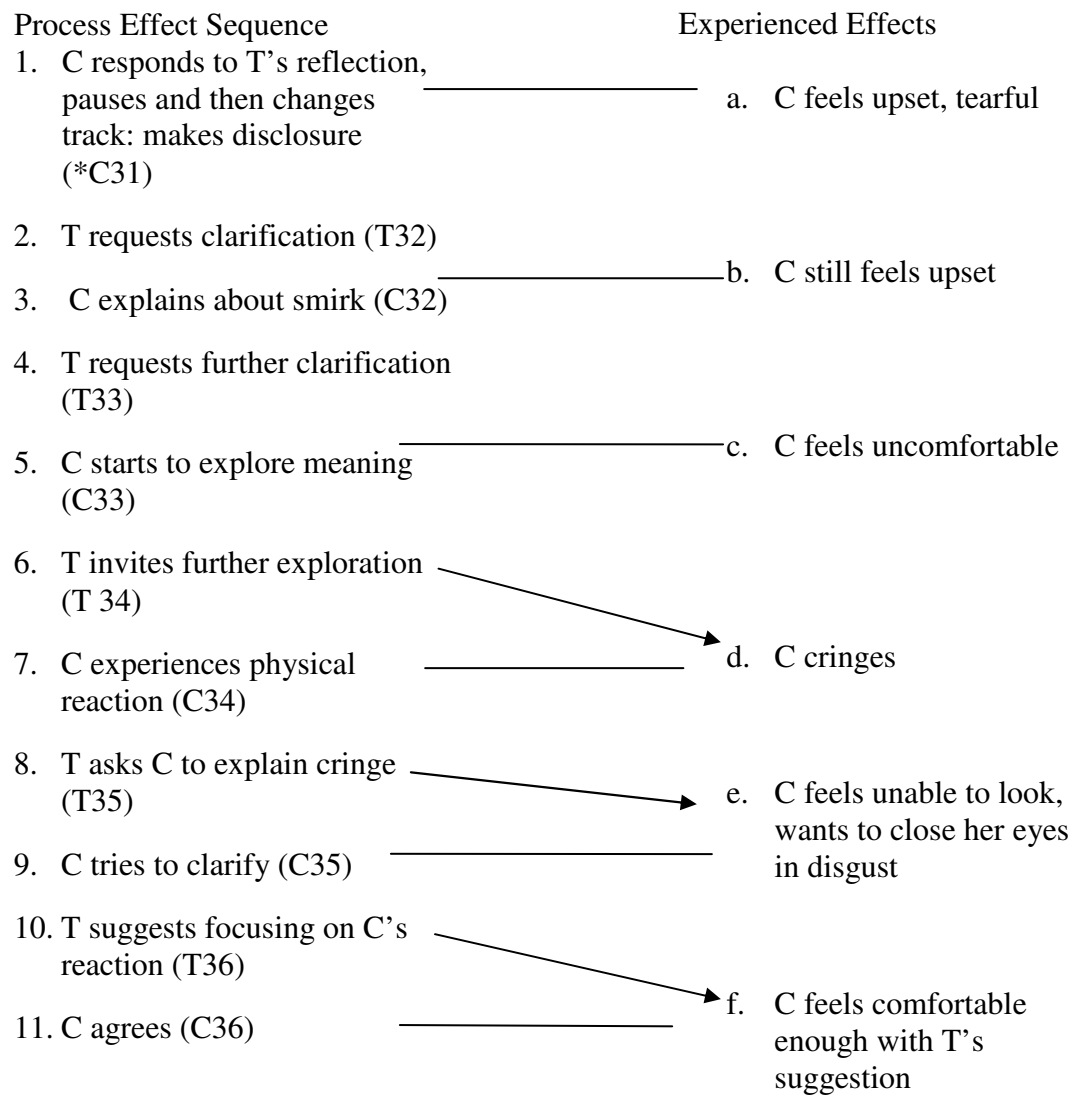 Process Effect Sequence
1. C responds to T’s reflection,
pauses and then changes
track: makes disclosure
(*C31)
2. T requests clarification (T32)
3. C explains about smirk (C32)
4. T requests further clarification
(T33)
5. C starts to explore meaning
(C33)
6. T invites further exploration
(T 34)
7. C experiences physical
reaction (C34)
8. T asks C to explain cringe
(T35)
9. C tries to clarify (C35)
10. T suggests focusing on C’s
reaction (T36)
11. C agrees (C36)
Experienced Effects
a. C feels upset, tearful
b. C still feels upset
c. C feels uncomfortable
d. C cringes
e. C feels unable to look,
wants to close her eyes
in disgust
f. C feels comfortable
enough with T’s
suggestion